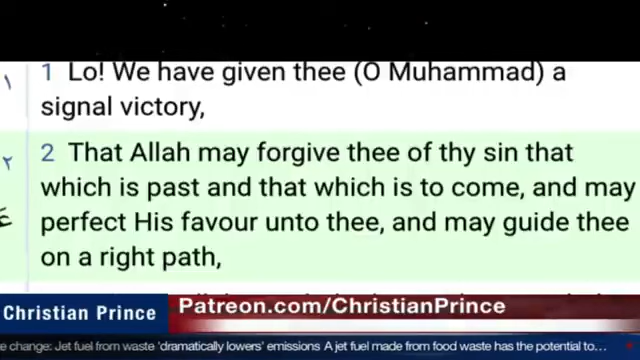 1 Lo! We have given thee (O Muhammad) a
signal victory,
2 That Allah may forgive thee of thy sin that
which is past and that which is to come, and may
perfect His favour unto thee, and may guide thee
on a right path,
١
٢
Christian Prince
Patreon.com/ChristianPrince
e change: Jet fuel from waste 'dramatically lowers' emissions A jet fuel made from food waste has the potential to...